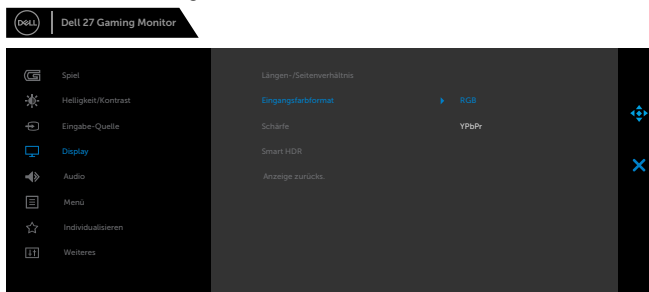 DELL
Dell 27 Gaming Monitor
Spiel
Helligkeit/Kontrast
Eingabe-Quelle
Display
Audio
Menü
Individualisieren
Weiteres
Längen-/Seitenverhältnis
Eingangsfarbformat
RGB
Schärfe
YPbPr
Smart HDR
Anzeige zurücks.